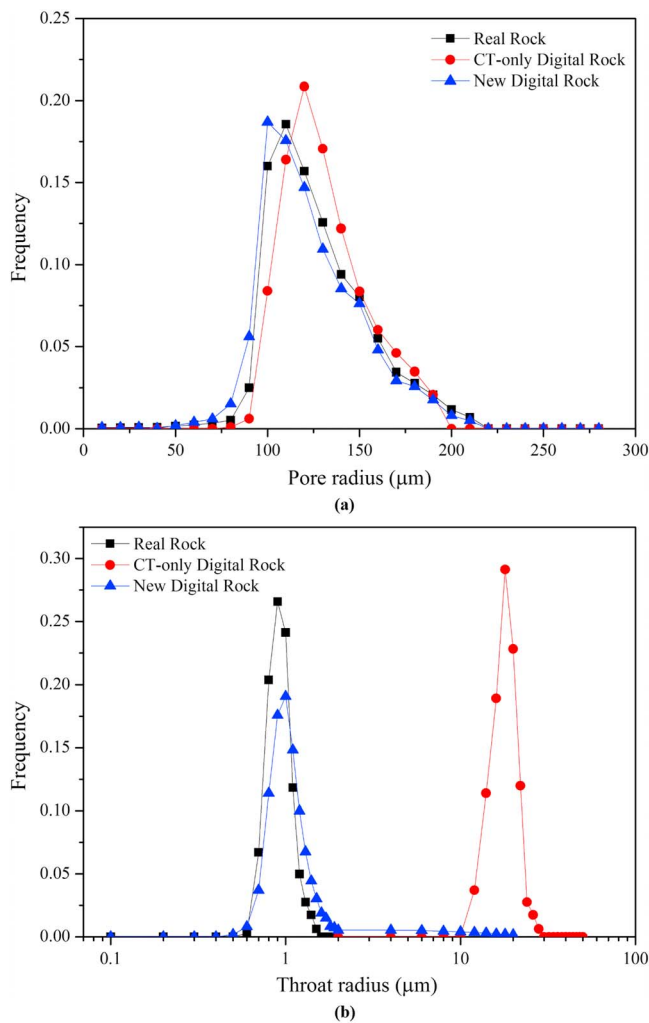 0.25
0.20
0.15
0.10
0.05
0.00
Frequency
Real Rock
CT-only Digital Rock
New Digital Rock
0 50 100 150 200 250 300
Pore radius (μm)
(a)
0.30
0.25
0.20
0.15
0.10
0.05
0.00
Frequency
Real Rock
CT-only Digital Rock
New Digital Rock
0.1 1 10 100
Throat radius (μm)
(b)